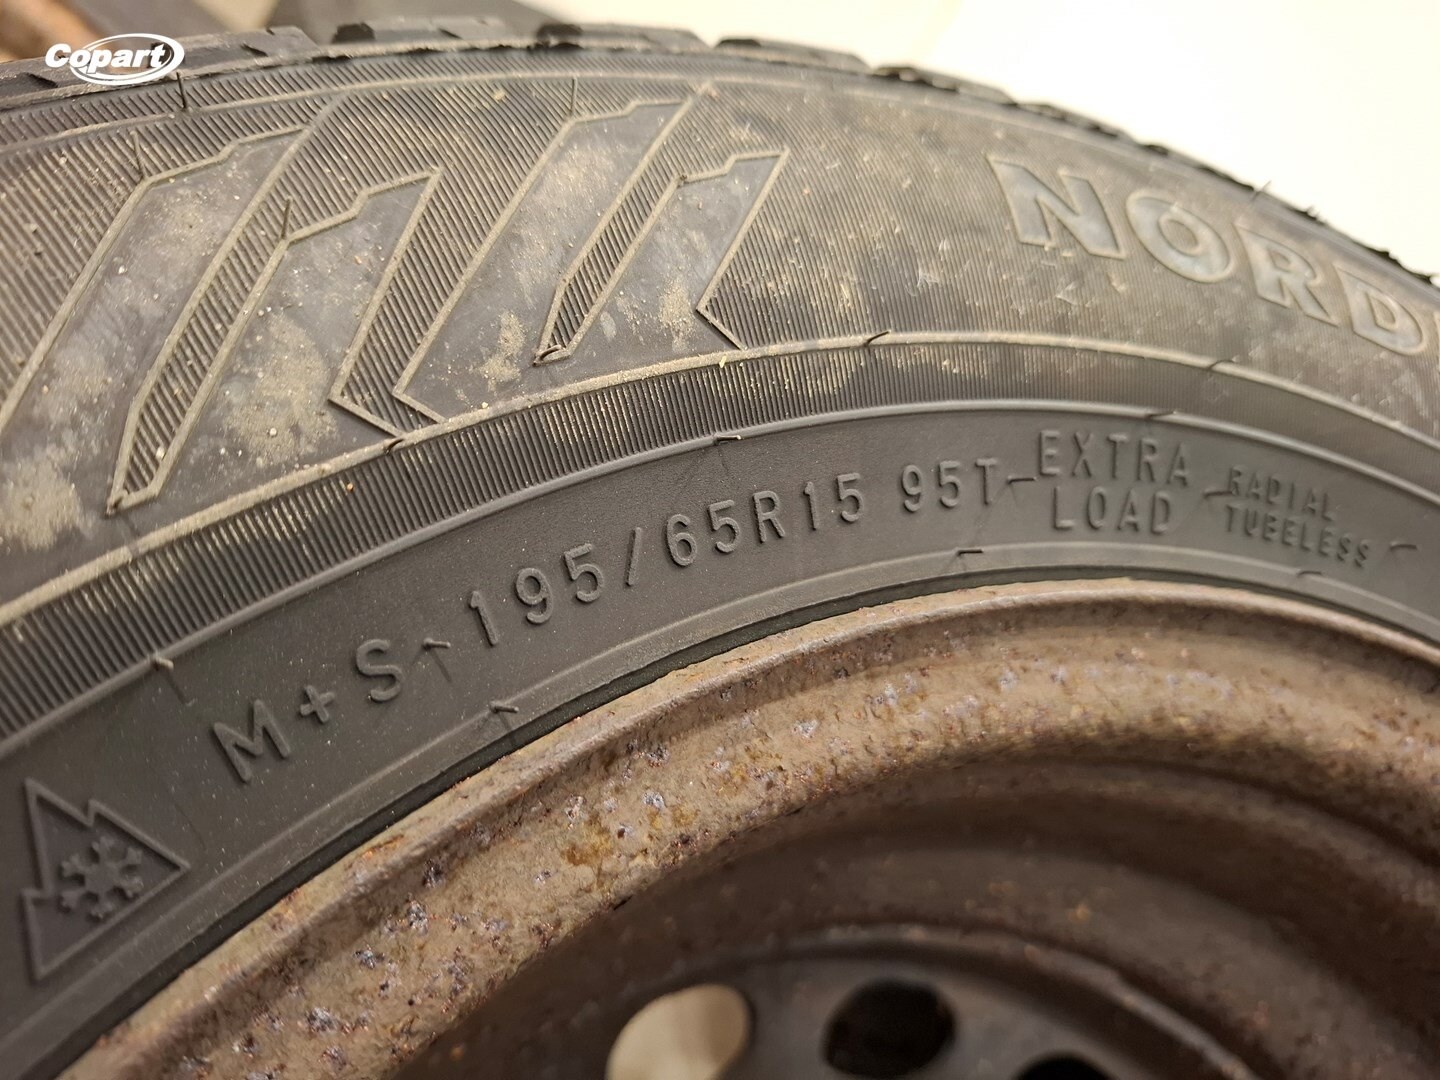 Copart
NORD
M+S 195/65R15 95T EXTRA LOAD RADIAL TUBELESS